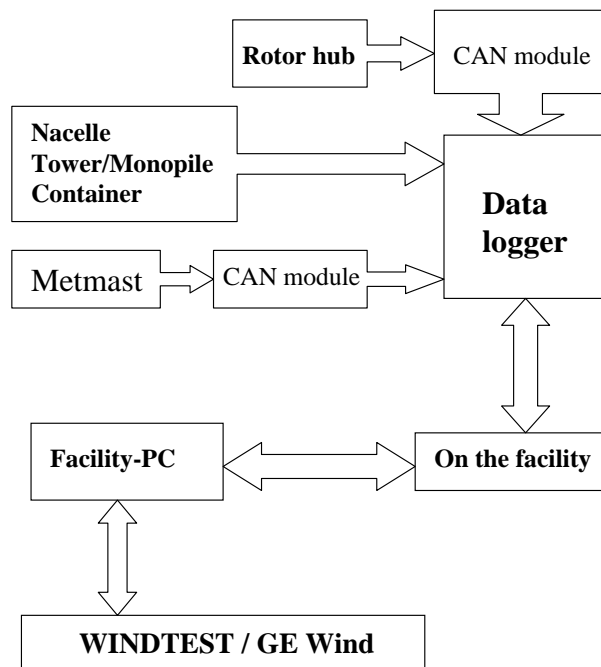 Rotor hub
CAN module
Nacelle
Tower/Monopile
Container
Data
logger
Metmast
CAN module
Facility-PC
On the facility
WINDTEST / GE Wind